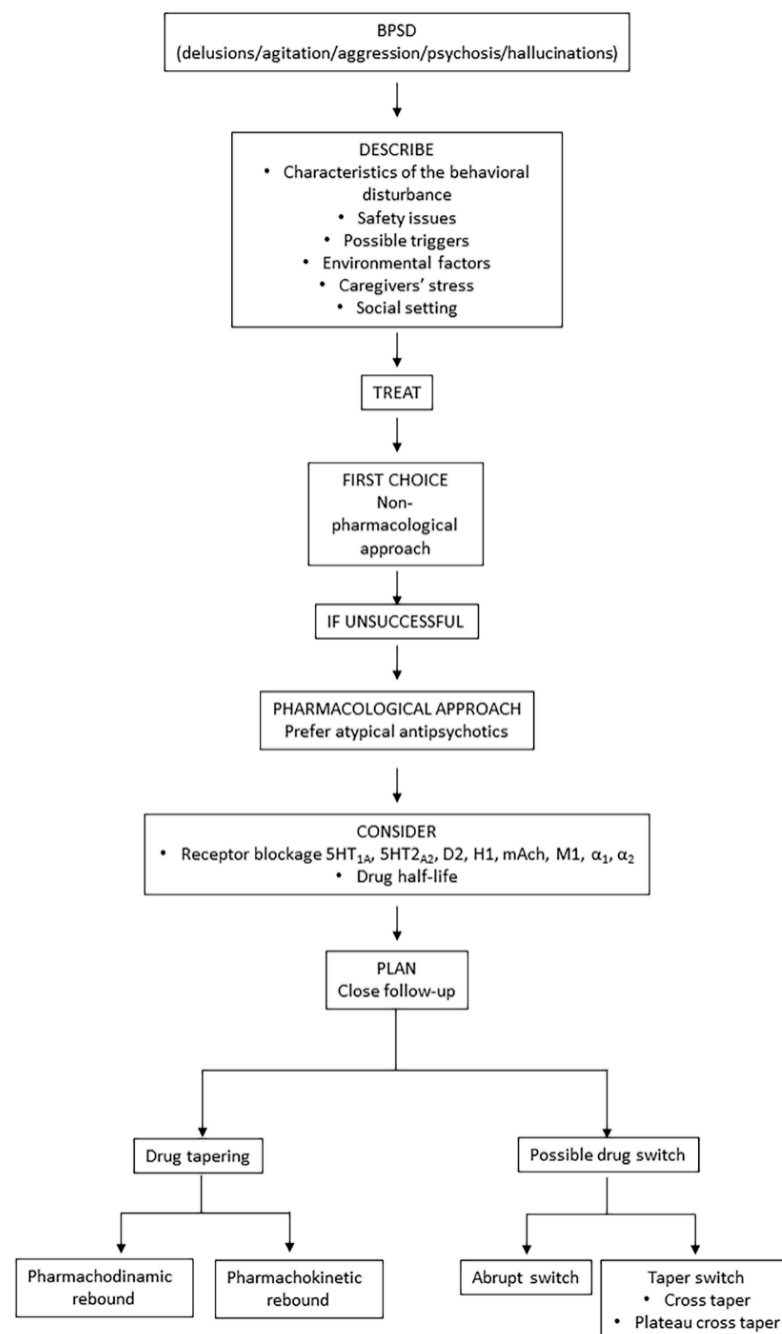 BPSD
(delusions/agitation/aggression/psychosis/hallucinations)
DESCRIBE
• Characteristics of the behavioral
disturbance
• Safety issues
• Possible triggers
• Environmental factors
• Caregivers’ stress
• Social setting
TREAT
FIRST CHOICE
Non-
pharmacological
approach
IF UNSUCCESSFUL
PHARMACOLOGICAL APPROACH
Prefer atypical antipsychotics
CONSIDER
• Receptor blockage 5HT₁A, 5HT2A₂, D2, H1, mAch, M1, α₁, α₂
• Drug half-life
PLAN
Close follow-up
Drug tapering
Possible drug switch
Pharmachodinamic
rebound
Pharmachokinetic
rebound
Abrupt switch
Taper switch
• Cross taper
• Plateau cross taper